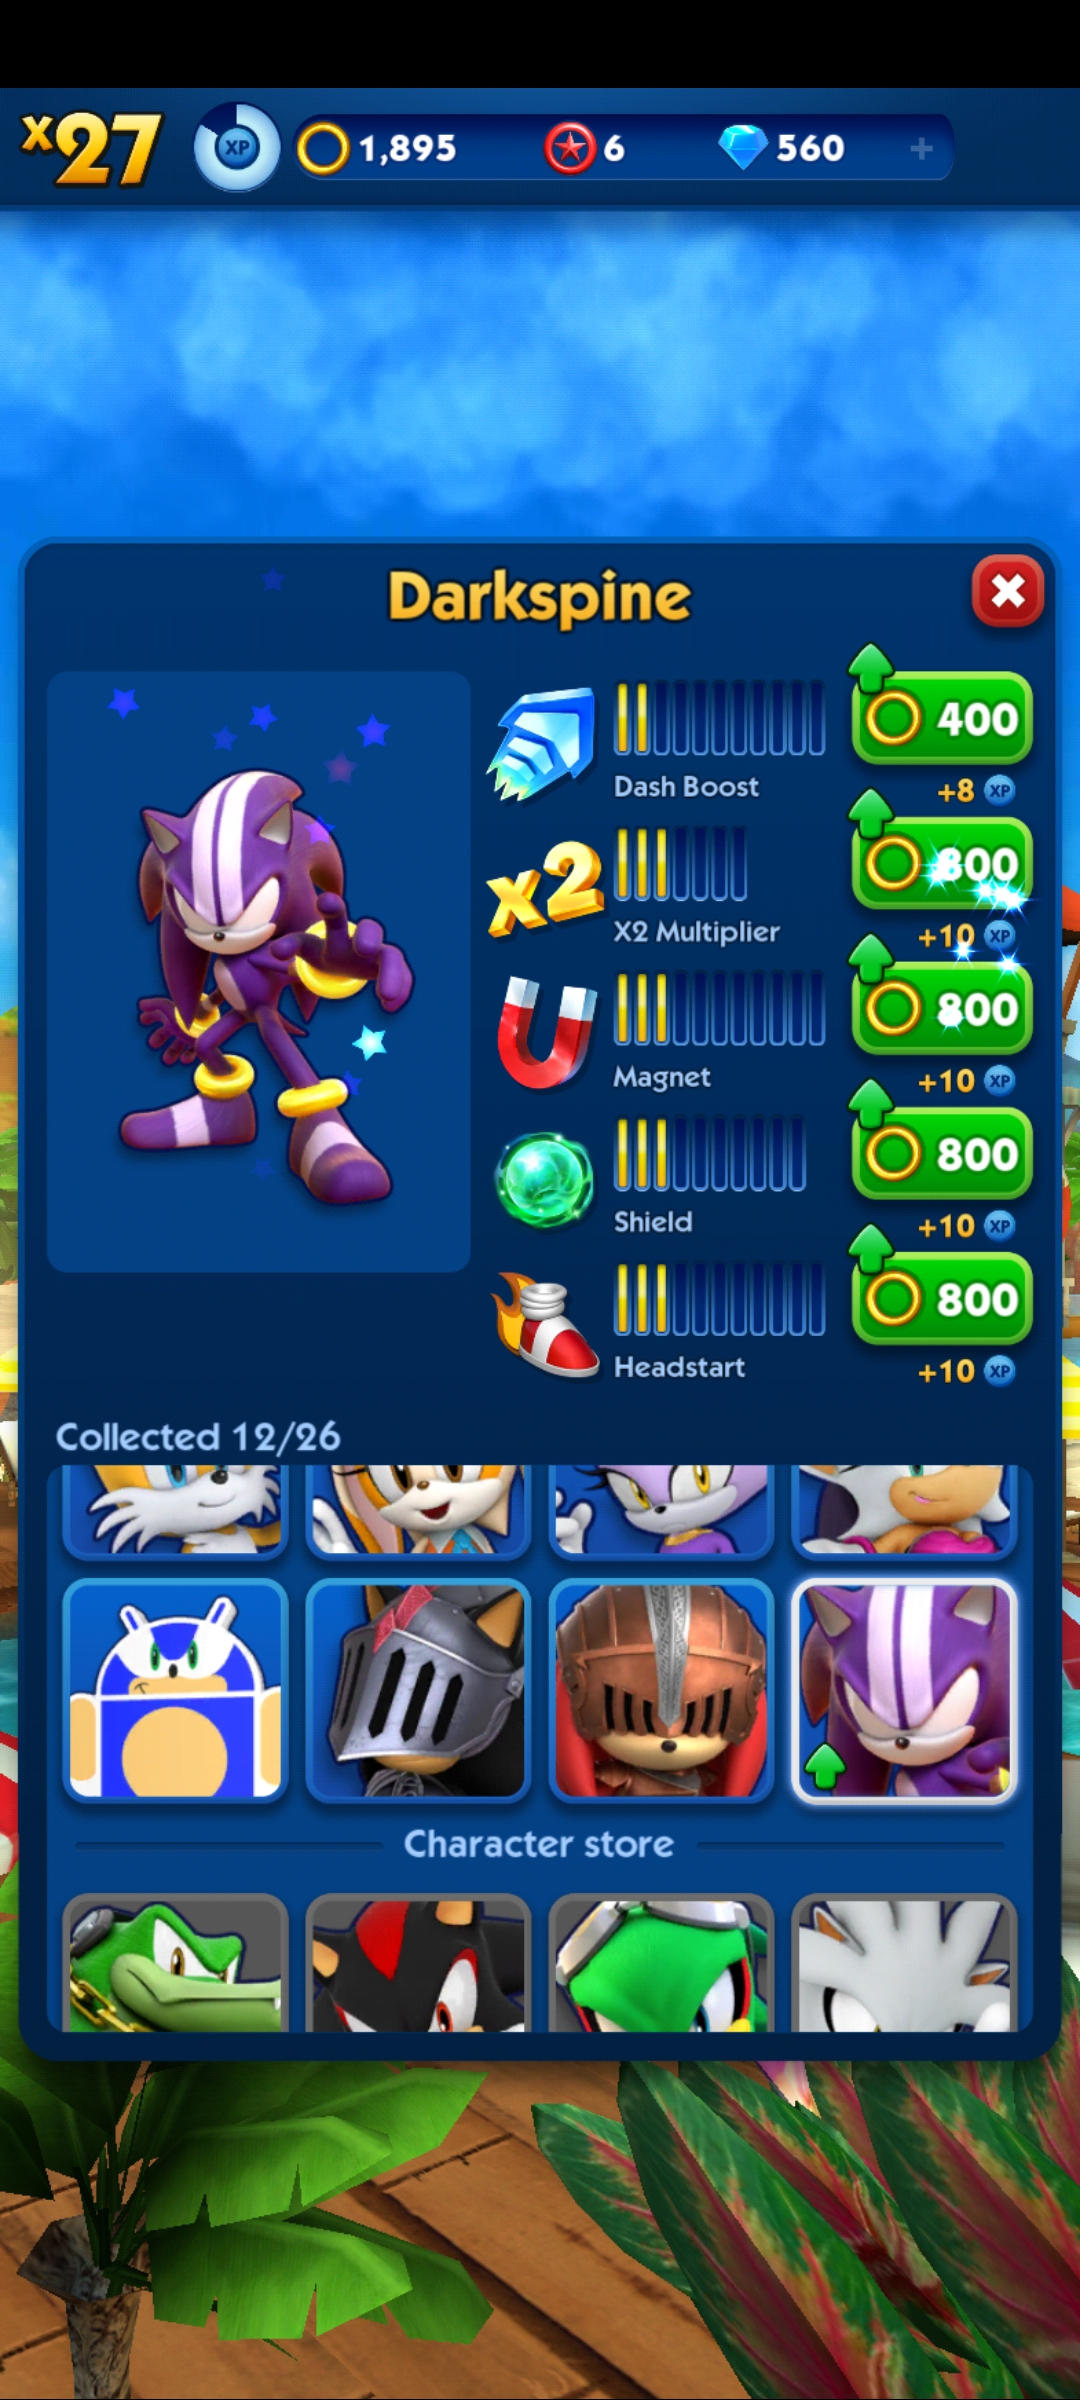 x27
XP
1,895
6
560
+
Darkspine
400
Dash Boost
+8 XP
x2
800
X2 Multiplier
+10 XP
800
Magnet
+10 XP
800
Shield
+10 XP
800
Headstart
+10 XP
Collected 12/26
Character store